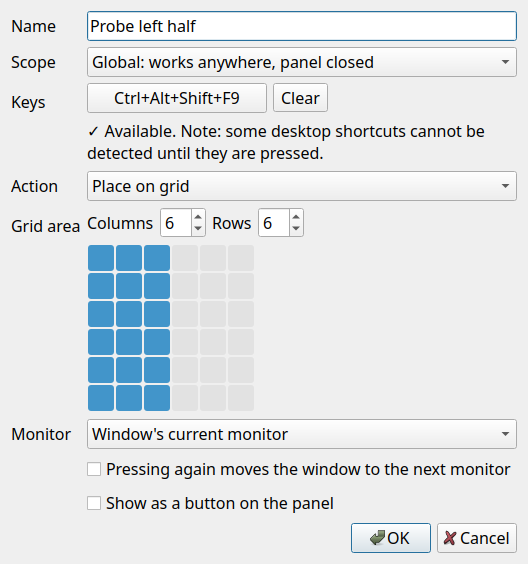 Name Probe left half
Scope Global: works anywhere, panel closed
Keys Ctrl+Alt+Shift+F9 Clear
✓ Available. Note: some desktop shortcuts cannot be
detected until they are pressed.
Action Place on grid
Grid area Columns 6 Rows 6
Monitor Window's current monitor
Pressing again moves the window to the next monitor
Show as a button on the panel
OK Cancel